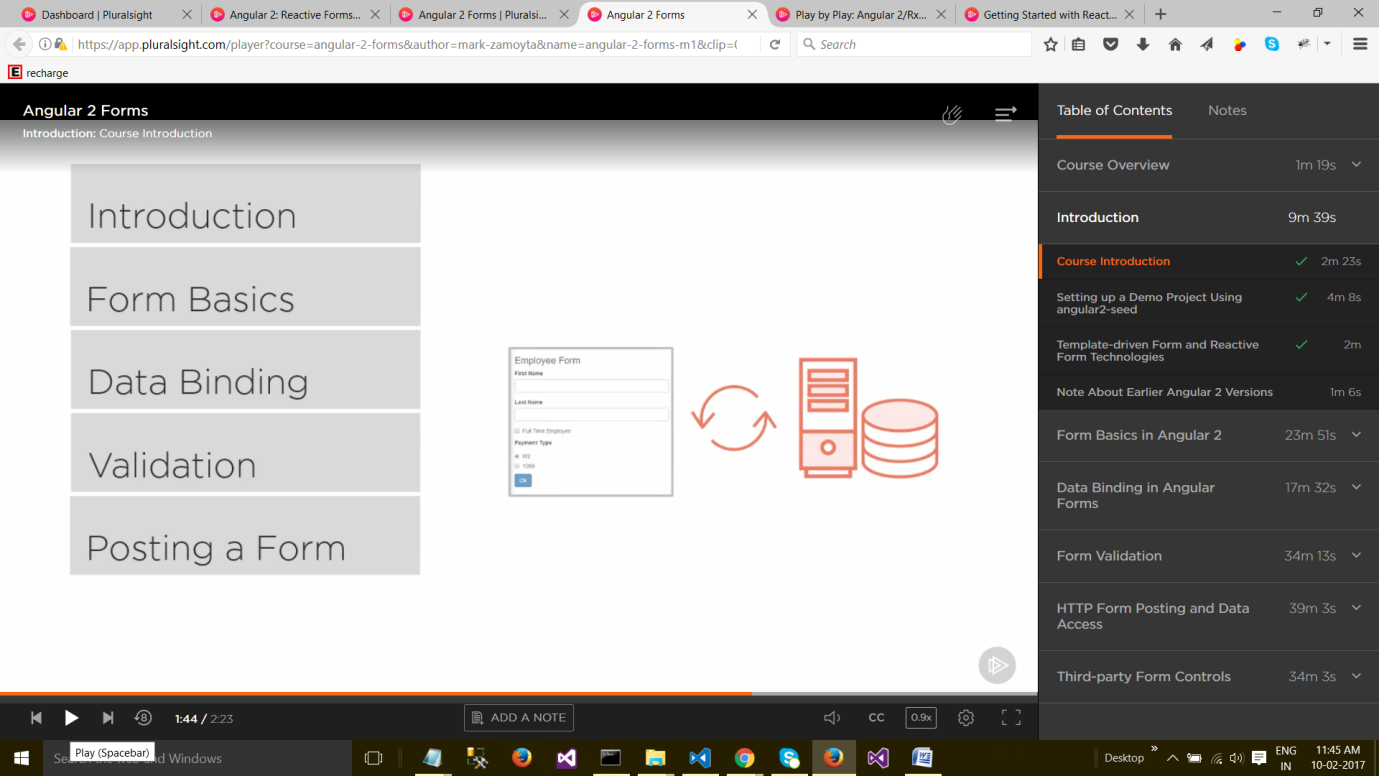 Dashboard | Pluralsight
Angular 2: Reactive Forms...
Angular 2 Forms | Pluralsi...
Angular 2 Forms
Play by Play: Angular 2/Rx...
Getting Started with React...
https://app.pluralsight.com/player?course=angular-2-forms&author=mark-zamoyta&name=angular-2-forms-m1&clip=
Search
E recharge
Angular 2 Forms
Introduction: Course Introduction
Introduction
Form Basics
Data Binding
Validation
Posting a Form
Employee Form
First Name
Last Name
Full Time Employee
Payment Type
W2
1099
OK
1:44 / 2:23
ADD A NOTE
CC
0.9x
Table of Contents
Notes
Course Overview 1m 19s
Introduction 9m 39s
Course Introduction 2m 23s
Setting up a Demo Project Using
angular2-seed 4m 8s
Template-driven Form and Reactive
Form Technologies 2m
Note About Earlier Angular 2 Versions 1m 6s
Form Basics in Angular 2 23m 51s
Data Binding in Angular
Forms 17m 32s
Form Validation 34m 13s
HTTP Form Posting and Data
Access 39m 3s
Third-party Form Controls 34m 3s
Play (Spacebar)
Search the web and Windows
Desktop
ENG
IN
11:45 AM
10-02-2017